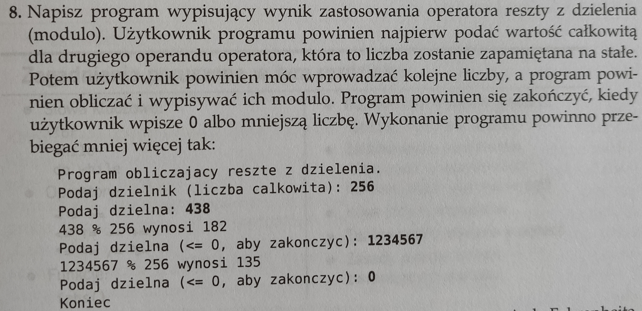 8. Napisz program wypisujący wynik zastosowania operatora reszty z dzielenia
(modulo). Użytkownik programu powinien najpierw podać wartość całkowitą
dla drugiego operandu operatora, która to liczba zostanie zapamiętana na stałe.
Potem użytkownik powinien móc wprowadzać kolejne liczby, a program powi-
nien obliczać i wypisywać ich modulo. Program powinien się zakończyć, kiedy
użytkownik wpisze 0 albo mniejszą liczbę. Wykonanie programu powinno prze-
biegać mniej więcej tak:
Program obliczajacy reszte z dzielenia.
Podaj dzielnik (liczba calkowita): 256
Podaj dzielna: 438
438 % 256 wynosi 182
Podaj dzielna (<= 0, aby zakonczyc): 1234567
1234567 % 256 wynosi 135
Podaj dzielna (<= 0, aby zakonczyc): 0
Koniec